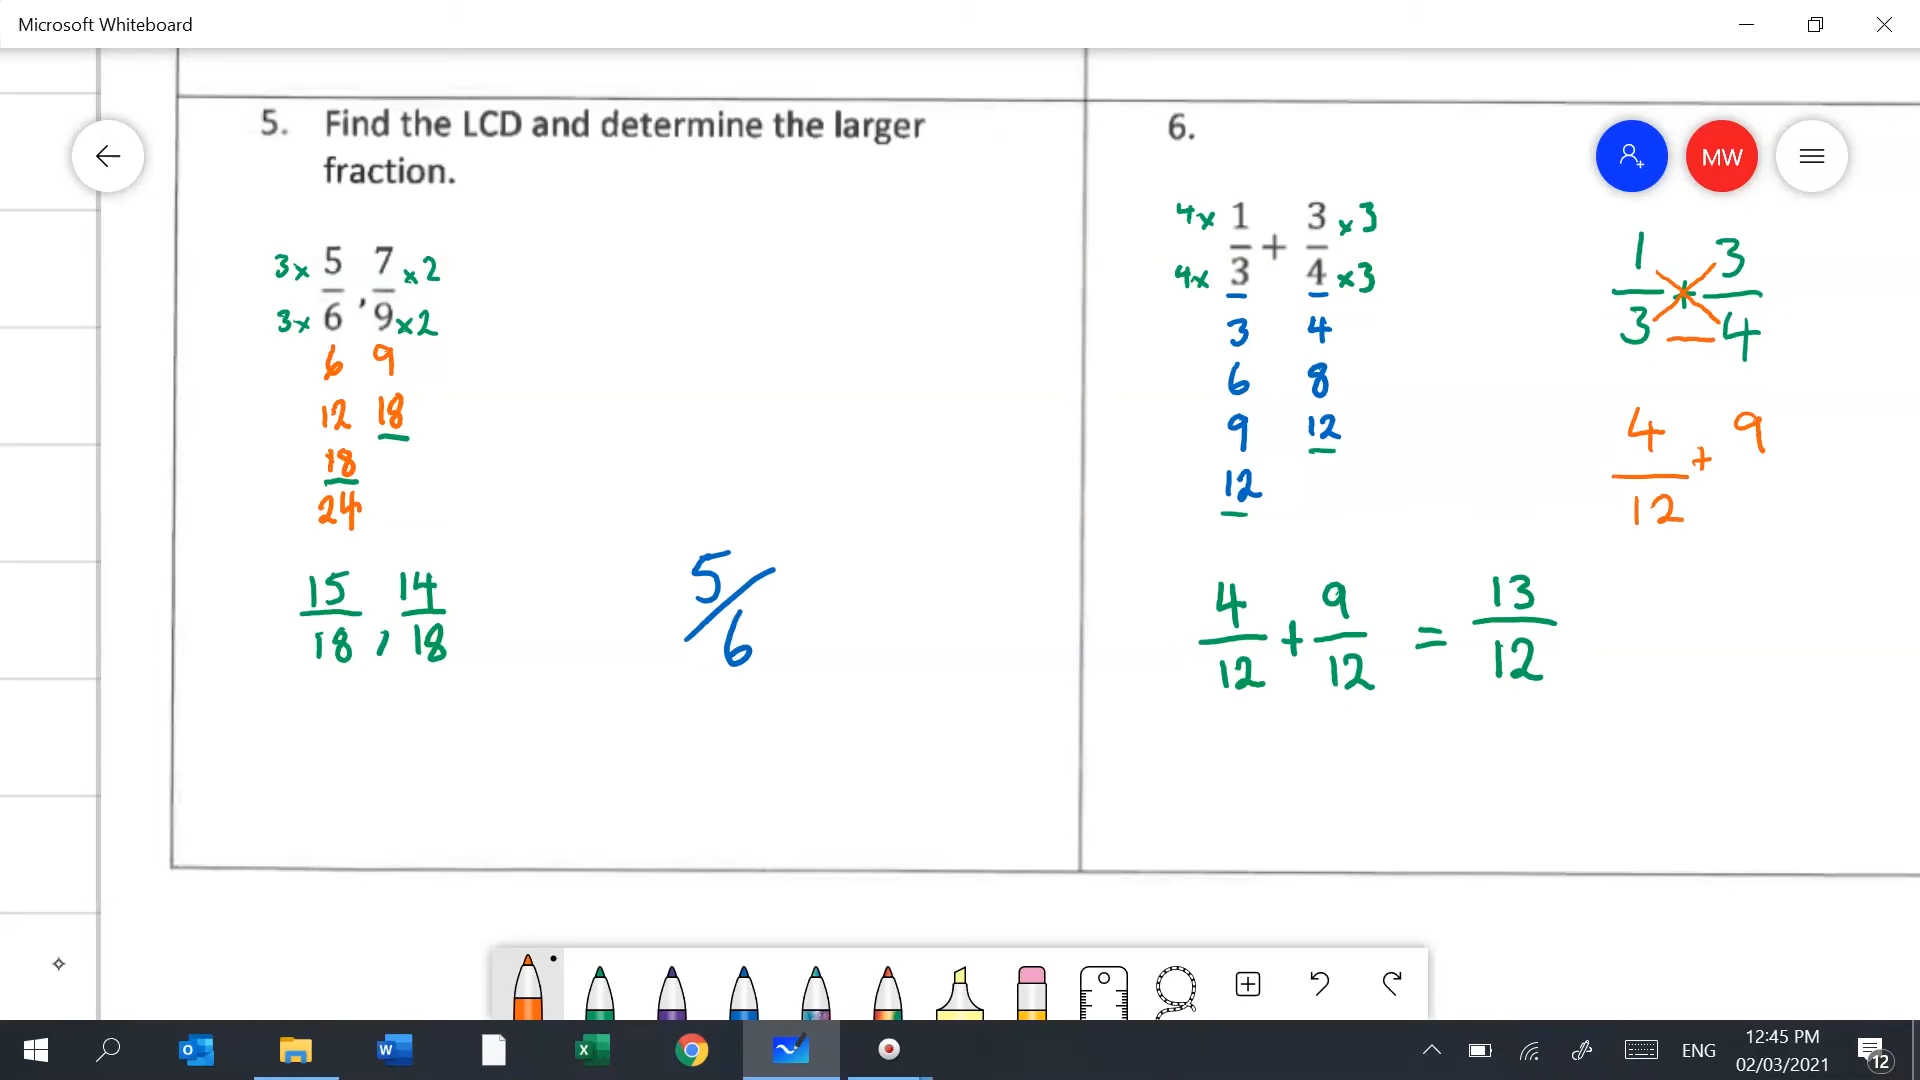 Microsoft Whiteboard
5. Find the LCD and determine the larger
fraction.
3x 5/6 x2, 7/9
3x x2
6 9
12 18
18
24
15/18 , 14/18
5/6
6.
MW
4x 1/3 + 3/4 x3
4x x3
3 4
6 8
9 12
12
4/12 + 9/12 = 13/12
1/3 + 3/4
4/12 + 9
W
X
ENG
12:45 PM
02/03/2021
12